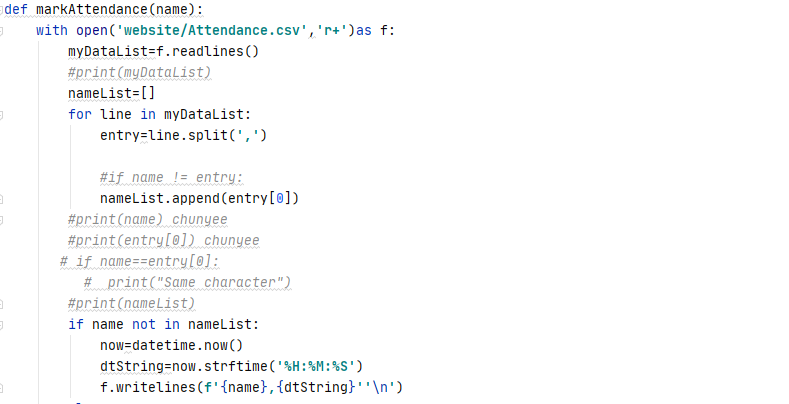 def markAttendance(name):
    with open('website/Attendance.csv','r+')as f:
        myDataList=f.readlines()
        #print(myDataList)
        nameList=[]
        for line in myDataList:
            entry=line.split(',')
            #if name != entry:
            nameList.append(entry[0])
        #print(name) chunyee
        #print(entry[0]) chunyee
       # if name==entry[0]:
          #  print("Same character")
        #print(nameList)
        if name not in nameList:
            now=datetime.now()
            dtString=now.strftime('%H:%M:%S')
            f.writelines(f'{name},{dtString}''\n')